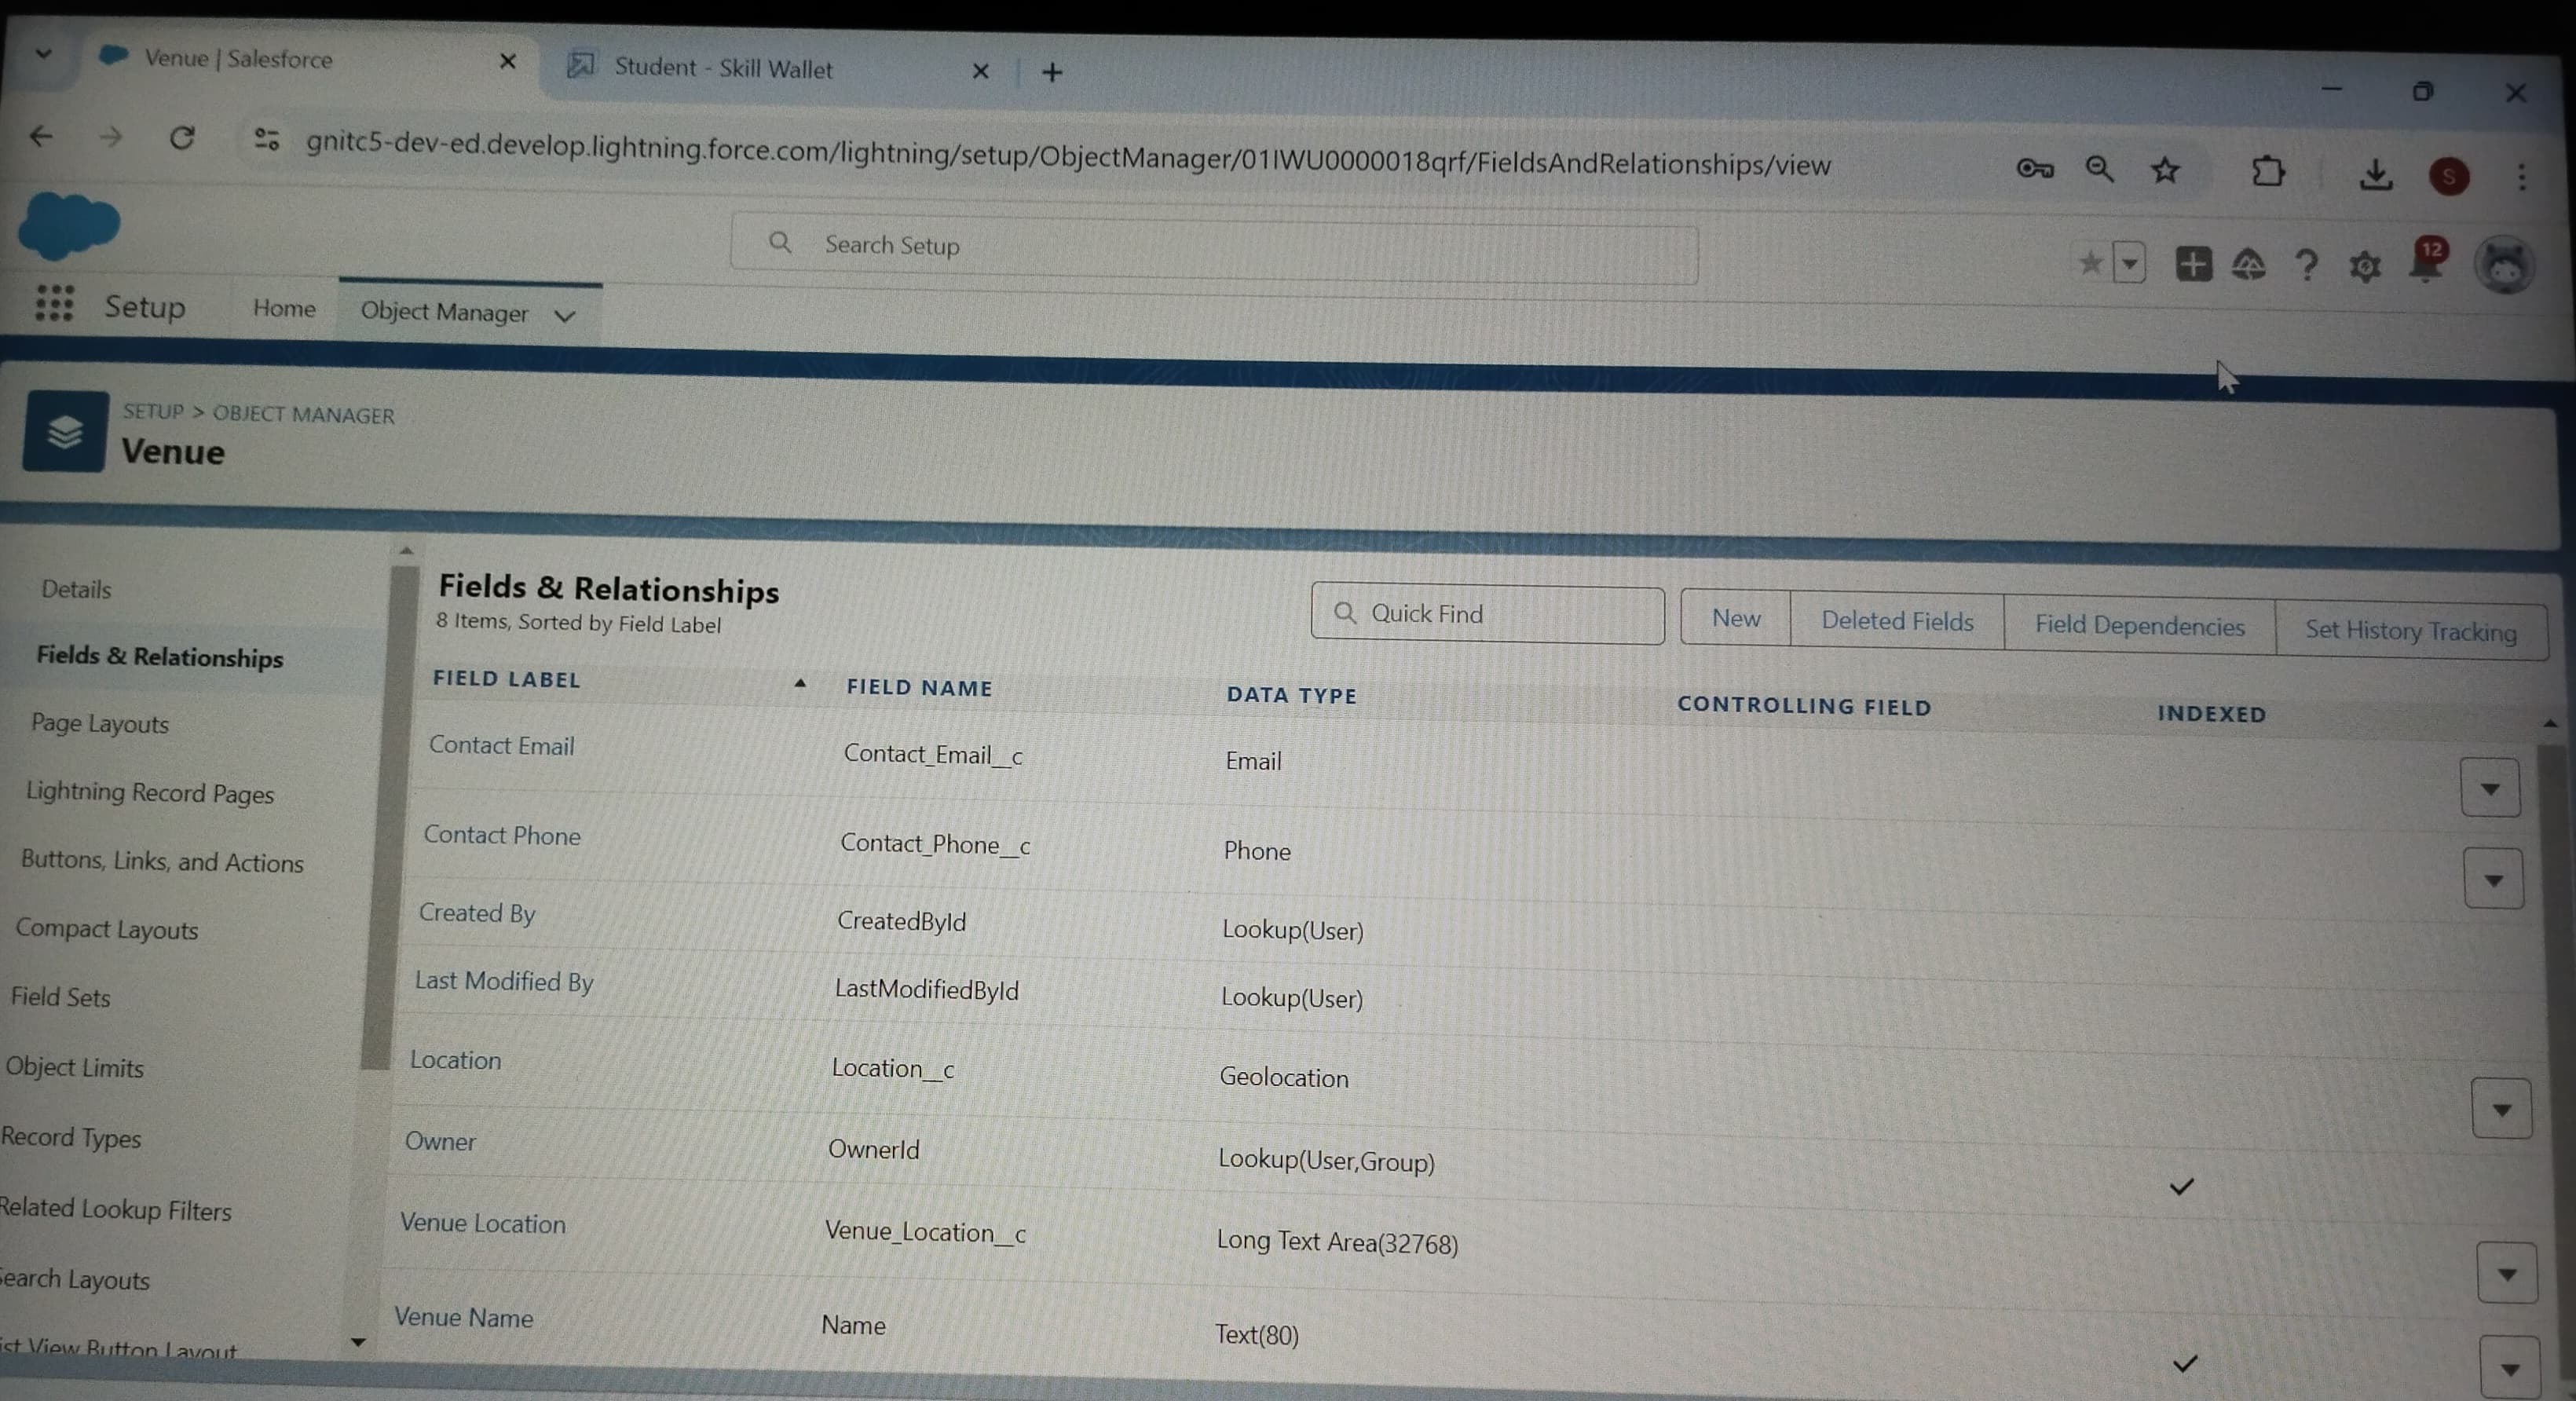 Venue | Salesforce
Student - Skill Wallet
gnitc5-dev-ed.develop.lightning.force.com/lightning/setup/ObjectManager/01IWU0000018qrf/FieldsAndRelationships/view
S
Search Setup
12
Setup
Home
Object Manager
SETUP > OBJECT MANAGER
Venue
Details
Fields & Relationships
Page Layouts
Lightning Record Pages
Buttons, Links, and Actions
Compact Layouts
Field Sets
Object Limits
Record Types
Related Lookup Filters
Search Layouts
ist View Button Layout
Fields & Relationships
8 Items, Sorted by Field Label
Quick Find
New
Deleted Fields
Field Dependencies
Set History Tracking
FIELD LABEL FIELD NAME DATA TYPE CONTROLLING FIELD INDEXED
Contact Email Contact_Email__c Email
Contact Phone Contact_Phone__c Phone
Created By CreatedById Lookup(User)
Last Modified By LastModifiedById Lookup(User)
Location Location__c Geolocation
Owner OwnerId Lookup(User,Group)
Venue Location Venue_Location__c Long Text Area(32768)
Venue Name Name Text(80)